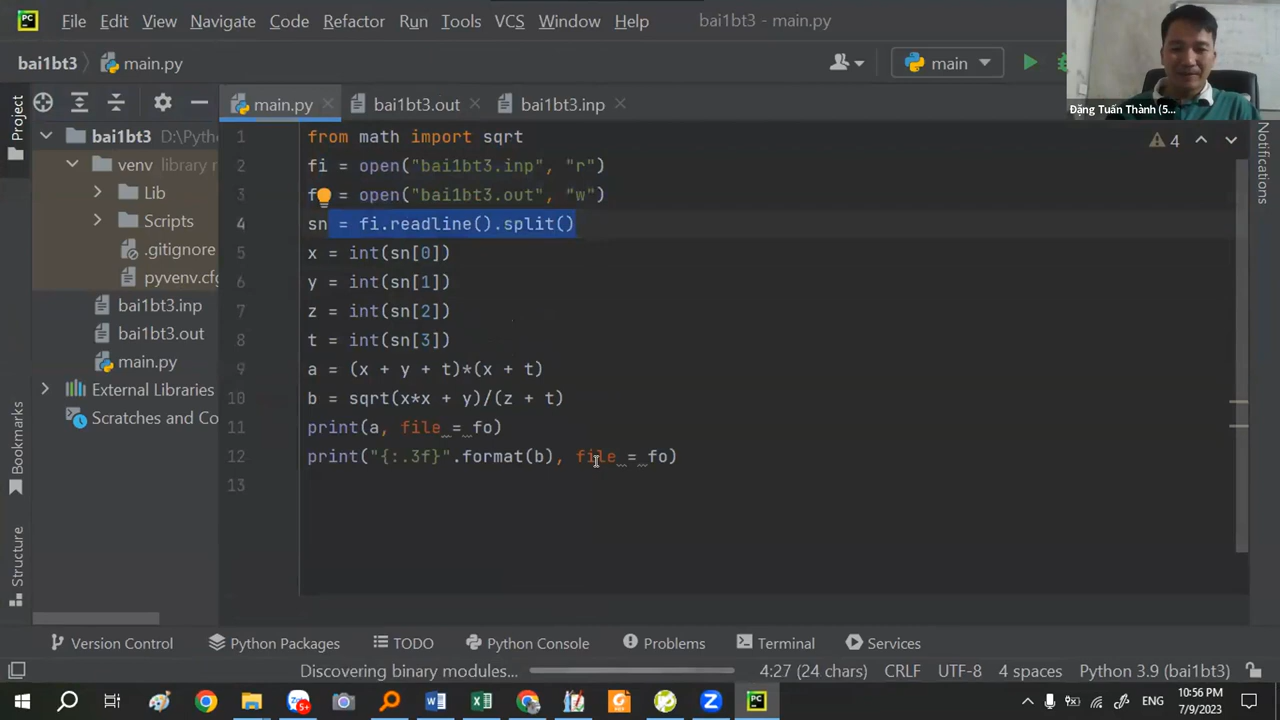 PC File Edit View Navigate Code Refactor Run Tools VCS Window Help bai1bt3 - main.py
bai1bt3 main.py main
Đặng Tuấn Thành (5...
main.py bai1bt3.out bai1bt3.inp
Project
bai1bt3 D:\Pytho
venv library r
Lib
Scripts
.gitignore
pyvenv.cfg
bai1bt3.inp
bai1bt3.out
main.py
External Libraries
Scratches and Co
Bookmarks
Structure
4
1 from math import sqrt
2 fi = open("bai1bt3.inp", "r")
3 f = open("bai1bt3.out", "w")
4 sn = fi.readline().split()
5 x = int(sn[0])
6 y = int(sn[1])
7 z = int(sn[2])
8 t = int(sn[3])
9 a = (x + y + t)*(x + t)
10 b = sqrt(x*x + y)/(z + t)
11 print(a, file = fo)
12 print("{:.3f}".format(b), file = fo)
13
Notifications
Version Control Python Packages TODO Python Console Problems Terminal Services
Discovering binary modules... 4:27 (24 chars) CRLF UTF-8 4 spaces Python 3.9 (bai1bt3)
5+ ENG 10:56 PM
7/9/2023